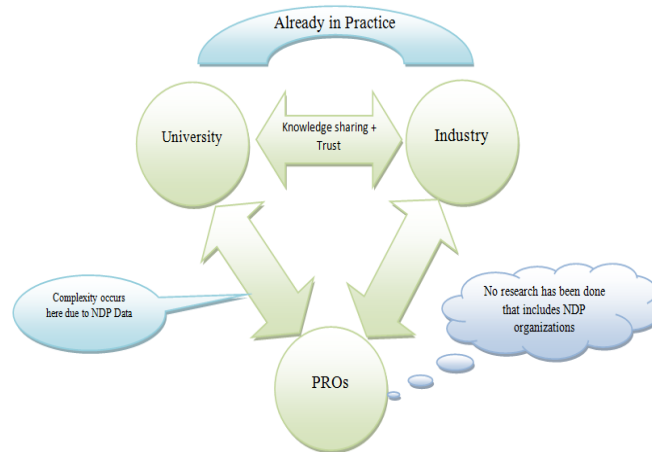 Already in Practice
University
Knowledge sharing +
Trust
Industry
Complexity occurs
here due to NDP Data
No research has been done
that includes NDP
organizations
PROs